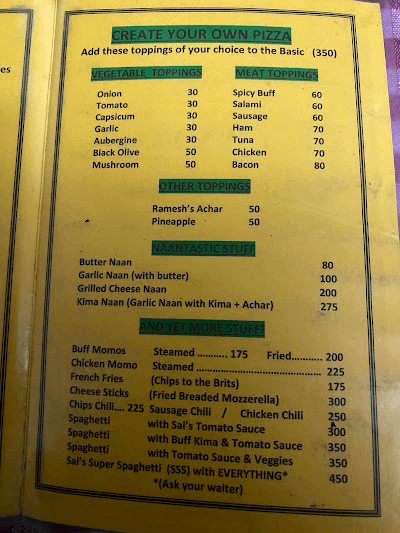 es
CREATE YOUR OWN PIZZA
Add these toppings of your choice to the Basic (350)
VEGETABLE TOPPINGS MEAT TOPPINGS
Onion 30 Spicy Buff 60
Tomato 30 Salami 60
Capsicum 30 Sausage 60
Garlic 30 Ham 70
Aubergine 30 Tuna 70
Black Olive 50 Chicken 70
Mushroom 50 Bacon 80
OTHER TOPPINGS
Ramesh's Achar 50
Pineapple 50
NAANTASTIC STUFF
Butter Naan 80
Garlic Naan (with butter) 100
Grilled Cheese Naan 200
Kima Naan (Garlic Naan with Kima + Achar) 275
AND YET MORE STUFF!
Buff Momos Steamed ........... 175 Fried........... 200
Chicken Momo Steamed ............................................ 225
French Fries (Chips to the Brits) 175
Cheese Sticks (Fried Breaded Mozzerella) 300
Chips Chili.... 225 Sausage Chili / Chicken Chili 250
Spaghetti with Sal's Tomato Sauce 300
Spaghetti with Buff Kima & Tomato Sauce 350
Spaghetti with Tomato Sauce & Veggies 350
Sal's Super Spaghetti (SSS) with EVERYTHING* 450
*(Ask your waiter)